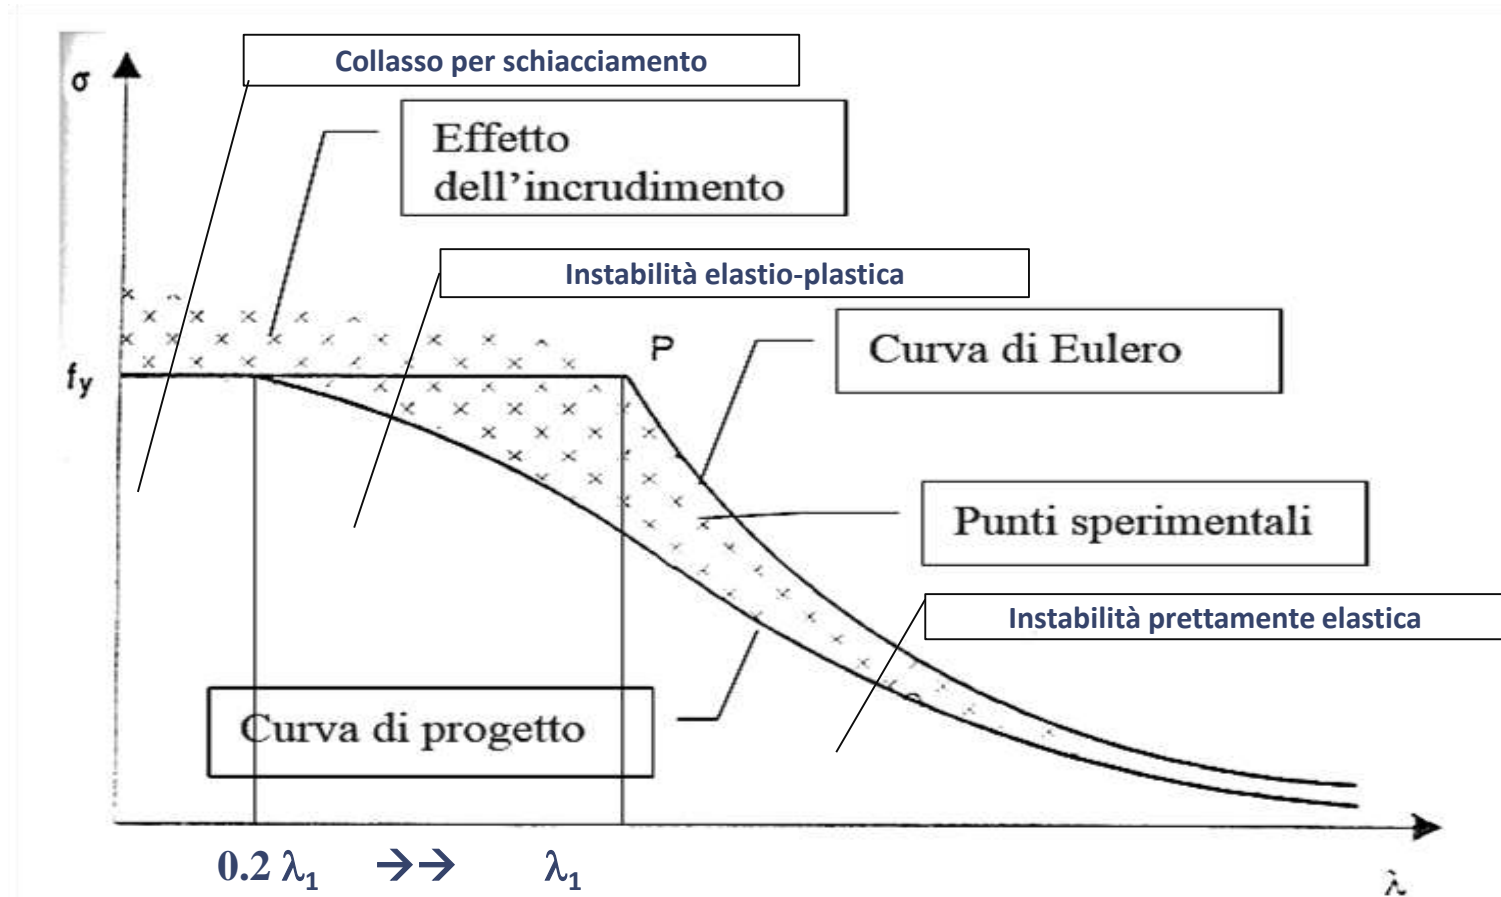 σ
Collasso per schiacciamento
Effetto
dell’incrudimento
Instabilità elastio-plastica
P
Curva di Eulero
fy
Punti sperimentali
Instabilità prettamente elastica
Curva di progetto
0.2 λ1 →→ λ1
λ